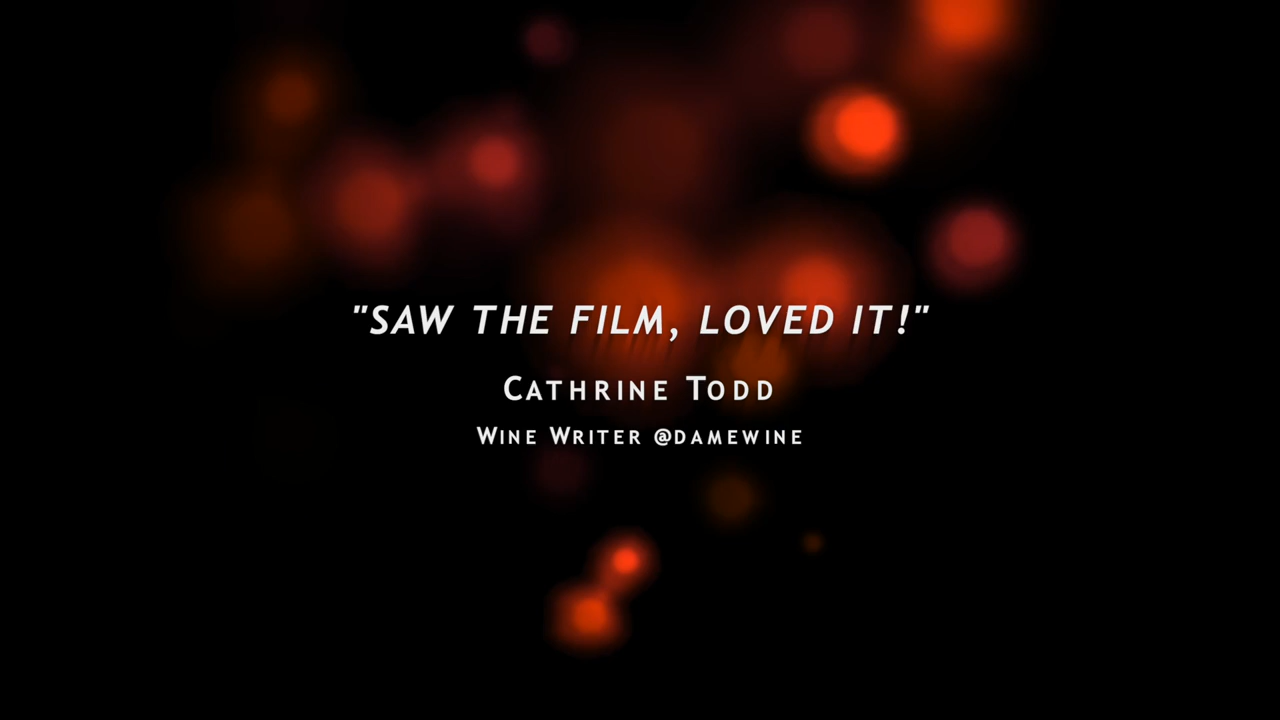 "SAW THE FILM, LOVED IT!"
CATHRINE TODD
WINE WRITER @DAMEWINE